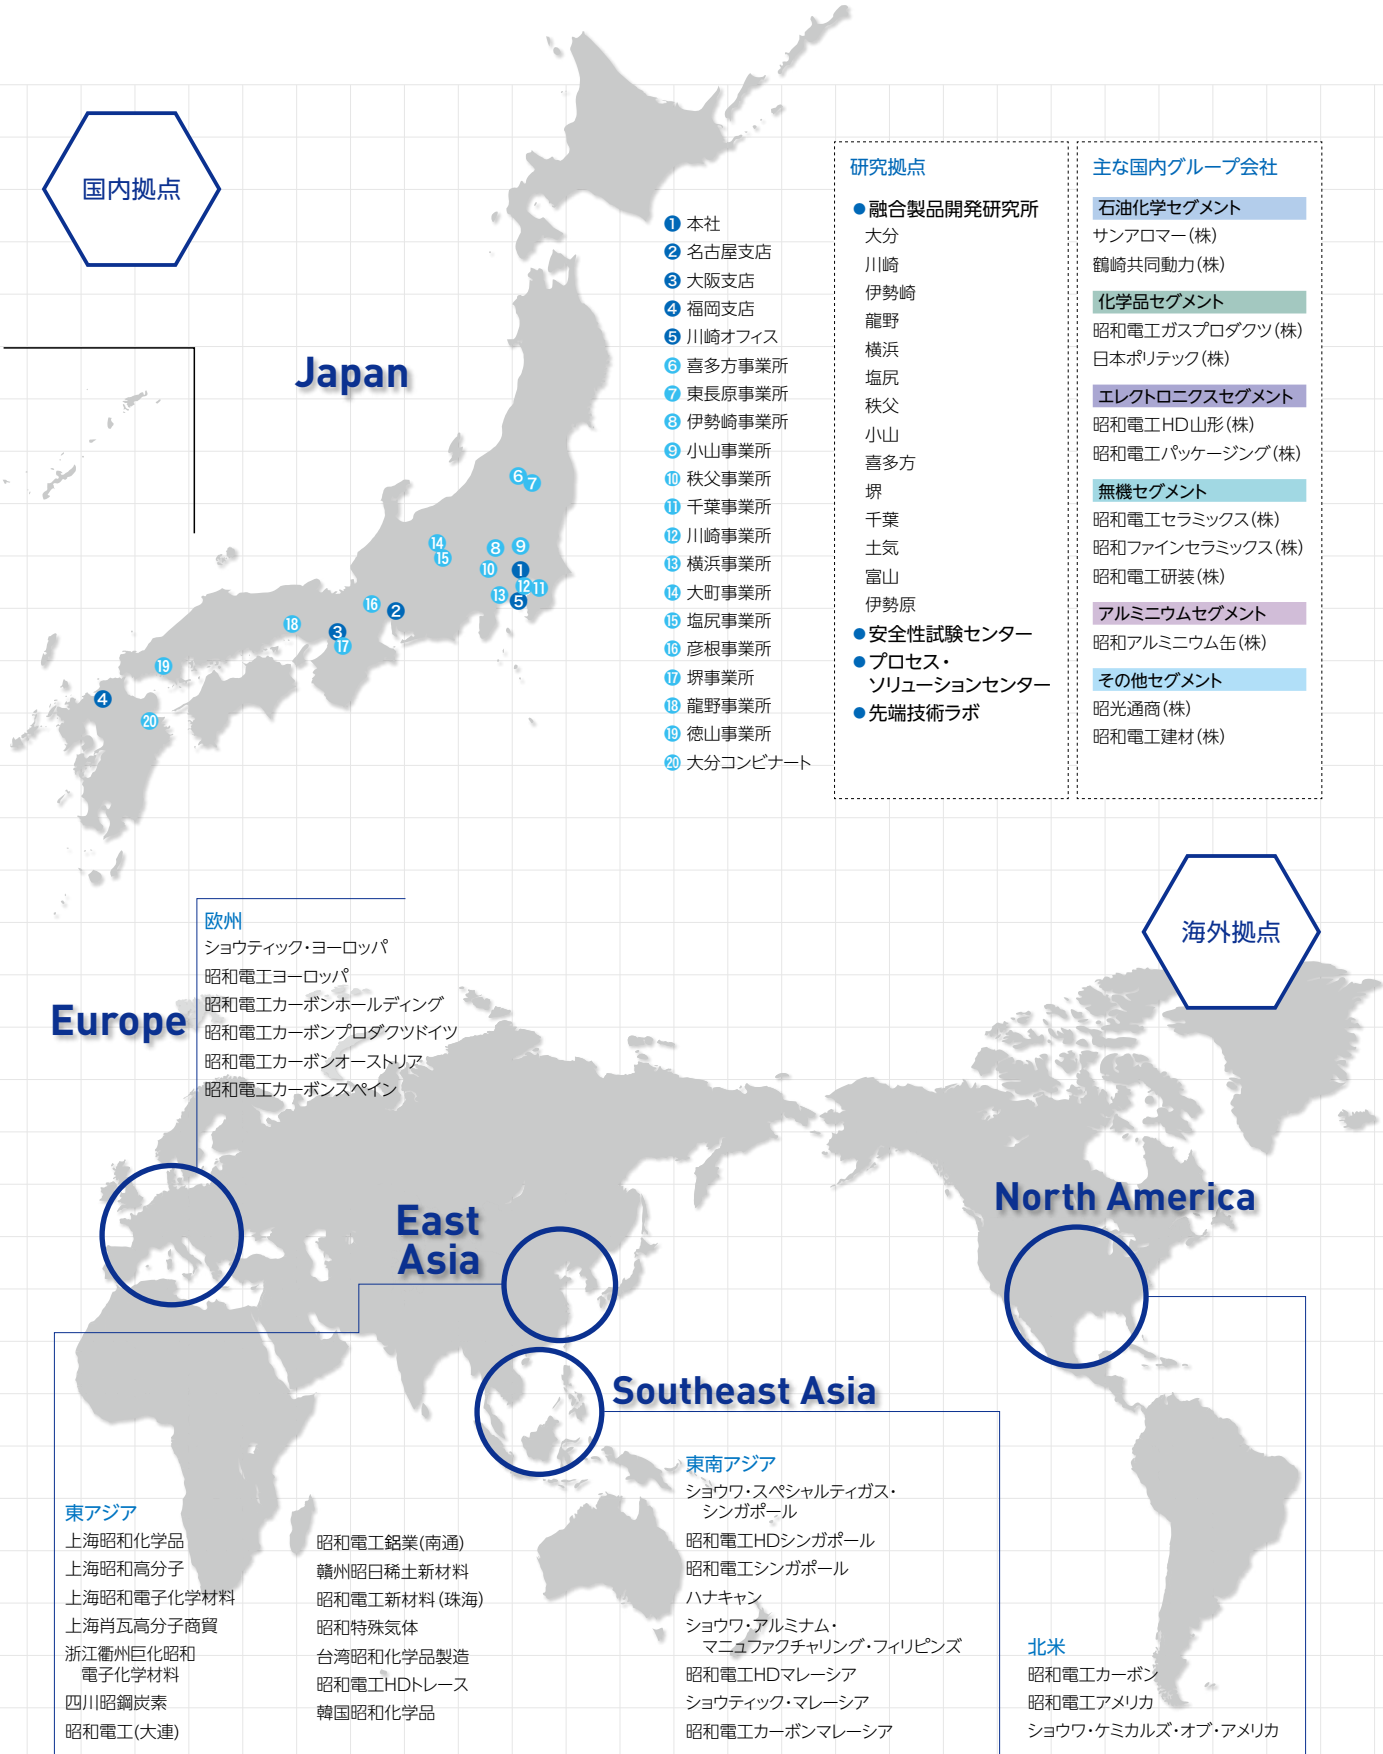 国内拠点
Japan
❶ 本社
❷ 名古屋支店
❸ 大阪支店
❹ 福岡支店
❺ 川崎オフィス
⑥ 喜多方事業所
⑦ 東長原事業所
⑧ 伊勢崎事業所
⑨ 小山事業所
⑩ 秩父事業所
⑪ 千葉事業所
⑫ 川崎事業所
⑬ 横浜事業所
⑭ 大町事業所
⑮ 塩尻事業所
⑯ 彦根事業所
⑰ 堺事業所
⑱ 龍野事業所
⑲ 徳山事業所
⑳ 大分コンビナート
⑥
⑦
⑭
⑮
⑧
⑨
⑩
❶
⑫
⑪
⑬
❺
⑯
❷
⑱
❸
⑰
⑲
❹
⑳
研究拠点
●融合製品開発研究所
大分
川崎
伊勢崎
龍野
横浜
塩尻
秩父
小山
喜多方
堺
千葉
土気
富山
伊勢原
●安全性試験センター
●プロセス・
ソリューションセンター
●先端技術ラボ
主な国内グループ会社
石油化学セグメント
サンアロマー(株)
鶴崎共同動力(株)
化学品セグメント
昭和電工ガスプロダクツ(株)
日本ポリテック(株)
エレクトロニクスセグメント
昭和電工HD山形(株)
昭和電工パッケージング(株)
無機セグメント
昭和電工セラミックス(株)
昭和ファインセラミックス(株)
昭和電工研装(株)
アルミニウムセグメント
昭和アルミニウム缶(株)
その他セグメント
昭光通商(株)
昭和電工建材(株)
海外拠点
Europe
欧州
ショウティック・ヨーロッパ
昭和電工ヨーロッパ
昭和電工カーボンホールディング
昭和電工カーボンプロダクツドイツ
昭和電工カーボンオーストリア
昭和電工カーボンスペイン
East
Asia
North America
Southeast Asia
東アジア
上海昭和化学品
上海昭和高分子
上海昭和電子化学材料
上海肖瓦高分子商貿
浙江衢州巨化昭和
電子化学材料
四川昭鋼炭素
昭和電工(大連)
昭和電工鋁業(南通)
贛州昭日稀土新材料
昭和電工新材料(珠海)
昭和特殊気体
台湾昭和化学品製造
昭和電工HDトレース
韓国昭和化学品
東南アジア
ショウワ・スペシャルティガス・
シンガポール
昭和電工HDシンガポール
昭和電工シンガポール
ハナキャン
ショウワ・アルミナム・
マニュファクチャリング・フィリピンズ
昭和電工HDマレーシア
ショウティック・マレーシア
昭和電工カーボンマレーシア
北米
昭和電工カーボン
昭和電工アメリカ
ショウワ・ケミカルズ・オブ・アメリカ